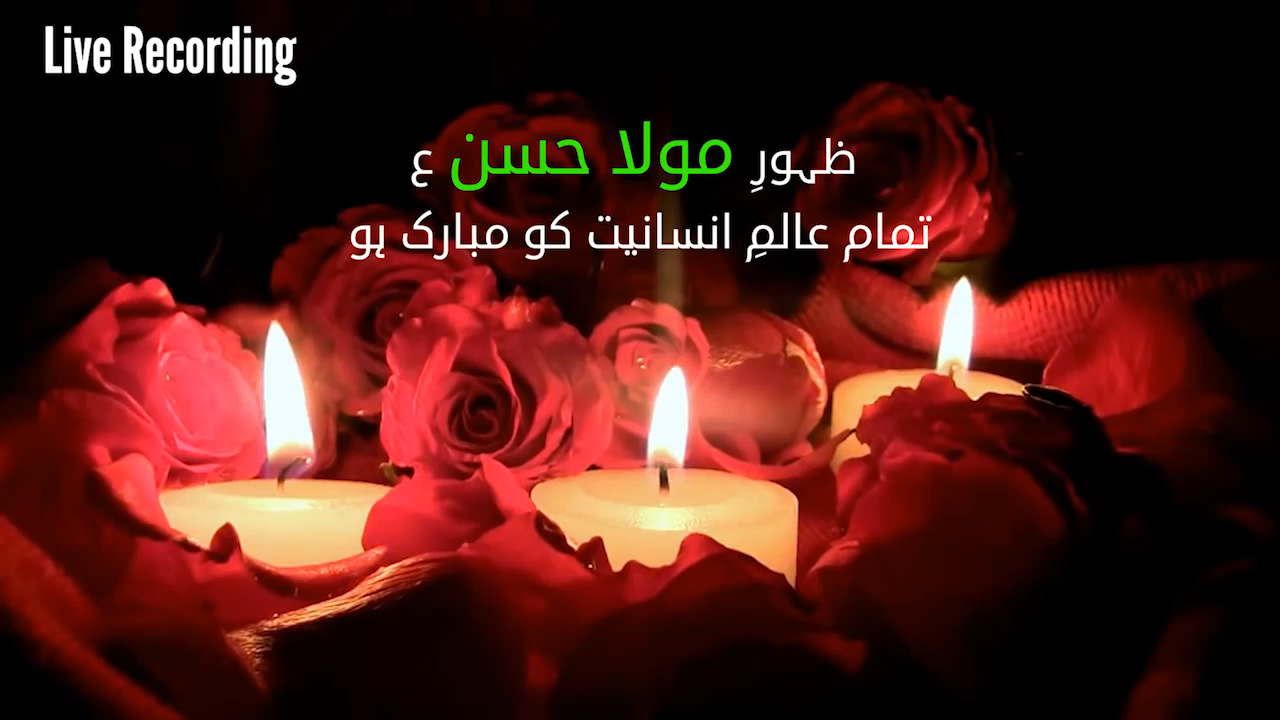 Live Recording
ظہورِ مولا حسن ع
تمام عالمِ انسانیت کو مبارک ہو